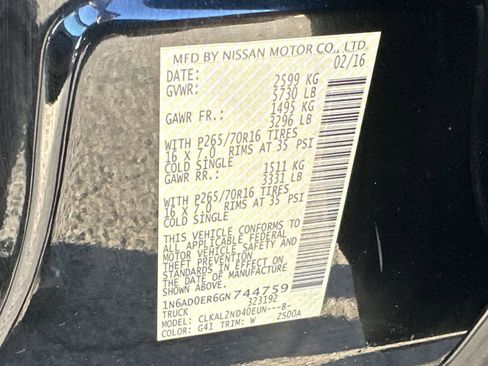 MFD BY NISSAN MOTOR CO., LTD.
DATE: 02/16
GVWR: 2599 KG
5730 LB
GAWR FR.: 1495 KG
3296 LB
WITH P265/70R16 TIRES
16 X 7.0 RIMS AT 35 PSI
COLD SINGLE
GAWR RR.: 1511 KG
3331 LB
WITH P265/70R16 TIRES
16 X 7.0 RIMS AT 35 PSI
COLD SINGLE
THIS VEHICLE CONFORMS TO
ALL APPLICABLE FEDERAL
MOTOR VEHICLE SAFETY AND
THEFT PREVENTION
STANDARDS IN EFFECT ON
THE DATE OF MANUFACTURE
SHOWN ABOVE.
1N6AD0ER6GN744759
TRUCK 323192
MODEL: CLKAL2ND40EUN---B-
COLOR: G41 TRIM: W ZS00A